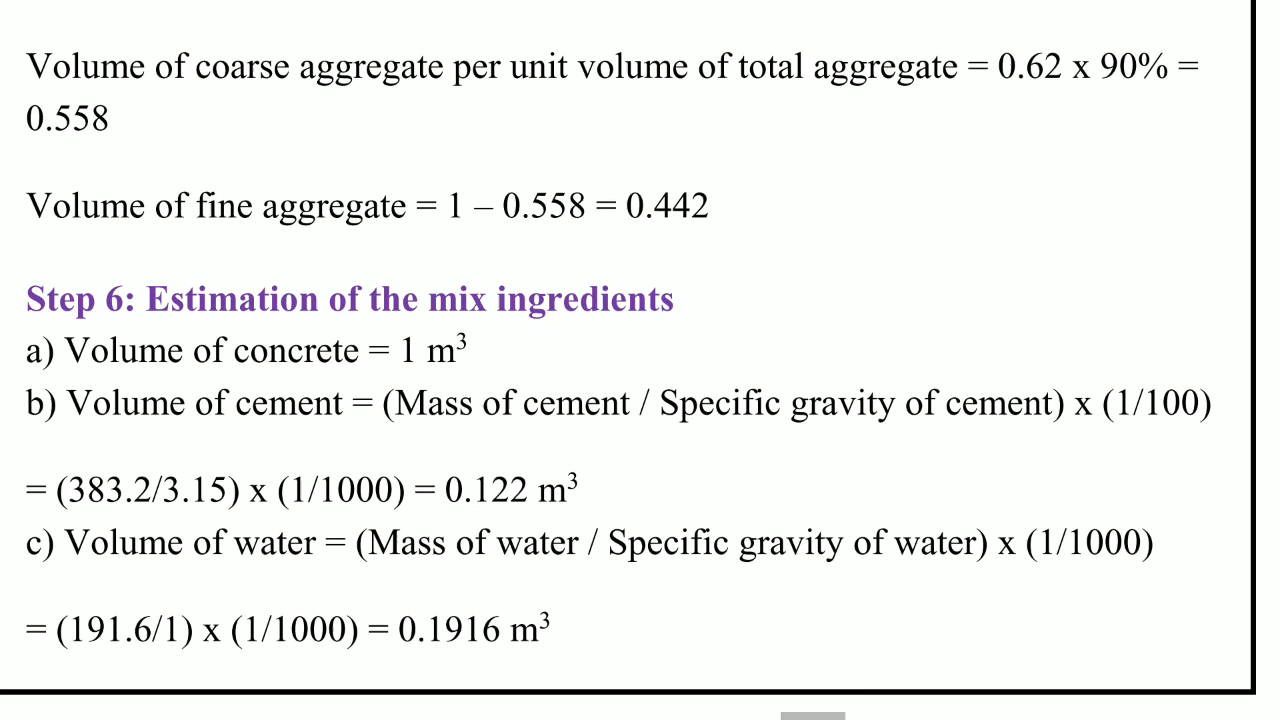 Volume of coarse aggregate per unit volume of total aggregate = 0.62 x 90% =
0.558
Volume of fine aggregate = 1 – 0.558 = 0.442
Step 6: Estimation of the mix ingredients
a) Volume of concrete = 1 m³
b) Volume of cement = (Mass of cement / Specific gravity of cement) x (1/100)
= (383.2/3.15) x (1/1000) = 0.122 m³
c) Volume of water = (Mass of water / Specific gravity of water) x (1/1000)
= (191.6/1) x (1/1000) = 0.1916 m³